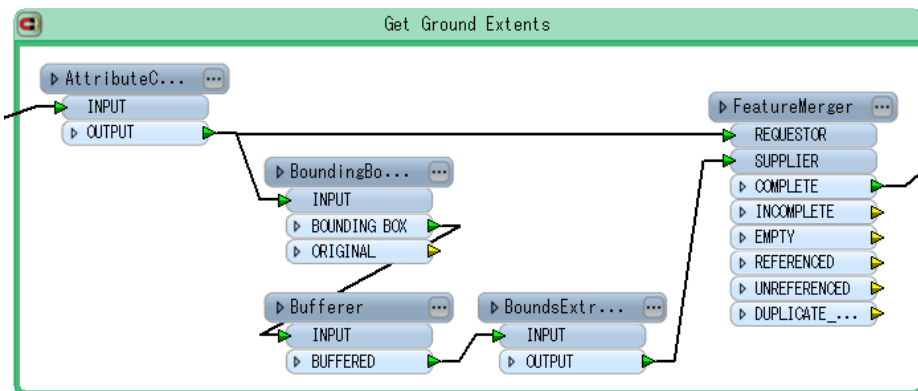 Get Ground Extents
AttributeC...
INPUT
OUTPUT
BoundingBo...
INPUT
BOUNDING BOX
ORIGINAL
Bufferer
INPUT
BUFFERED
BoundsExtr...
INPUT
OUTPUT
FeatureMerger
REQUESTOR
SUPPLIER
COMPLETE
INCOMPLETE
EMPTY
REFERENCED
UNREFERENCED
DUPLICATE_...